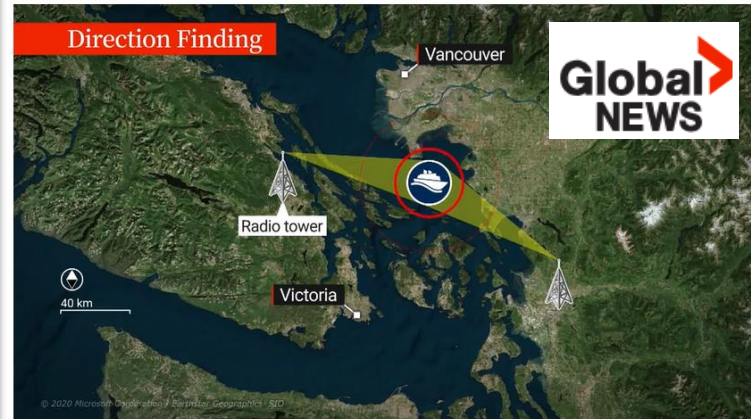 Direction Finding
Vancouver
Global
NEWS
Radio tower
Victoria
40 km
© 2020 Microsoft Corporation / Earthstar Geographics SIO